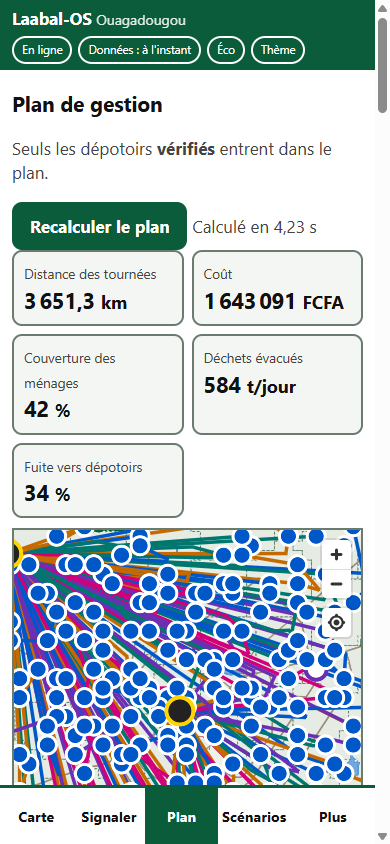 Laabal-OS Ouagadougou
En ligne
Données : à l'instant
Éco
Thème
Plan de gestion
Seuls les dépotoirs vérifiés entrent dans le
plan.
Recalculer le plan
Calculé en 4,23 s
Distance des tournées
3 651,3 km
Coût
1 643 091 FCFA
Couverture des
ménages
42 %
Déchets évacués
584 t/jour
Fuite vers dépotoirs
34 %
+
−
Carte
Signaler
Plan
Scénarios
Plus